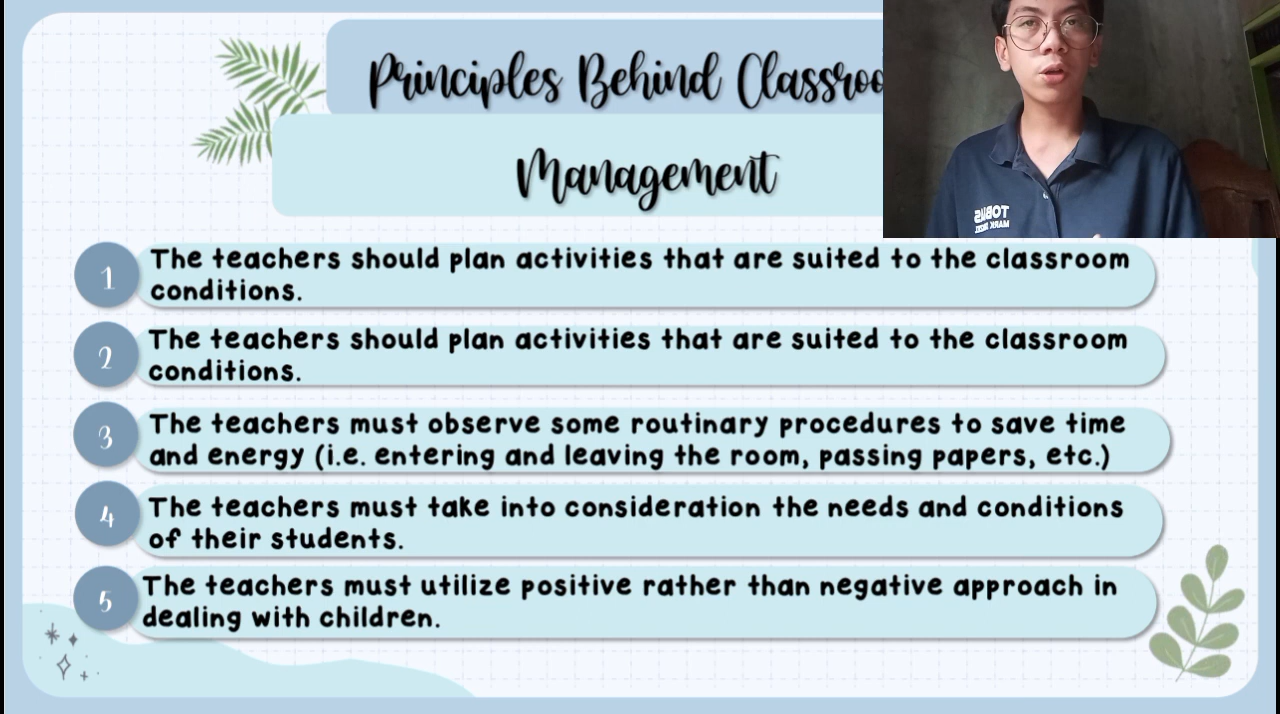 Principles Behind Classroo
Management
TOBIAS
MARK
1
The teachers should plan activities that are suited to the classroom
conditions.
2
The teachers should plan activities that are suited to the classroom
conditions.
3
The teachers must observe some routinary procedures to save time
and energy (i.e. entering and leaving the room, passing papers, etc.)
4
The teachers must take into consideration the needs and conditions
of their students.
5
The teachers must utilize positive rather than negative approach in
dealing with children.